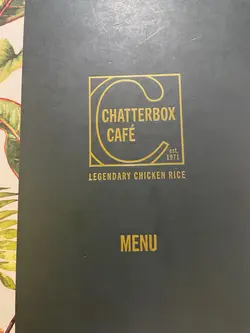 CHATTERBOX
CAFÉ
est.
1971
LEGENDARY CHICKEN RICE
MENU